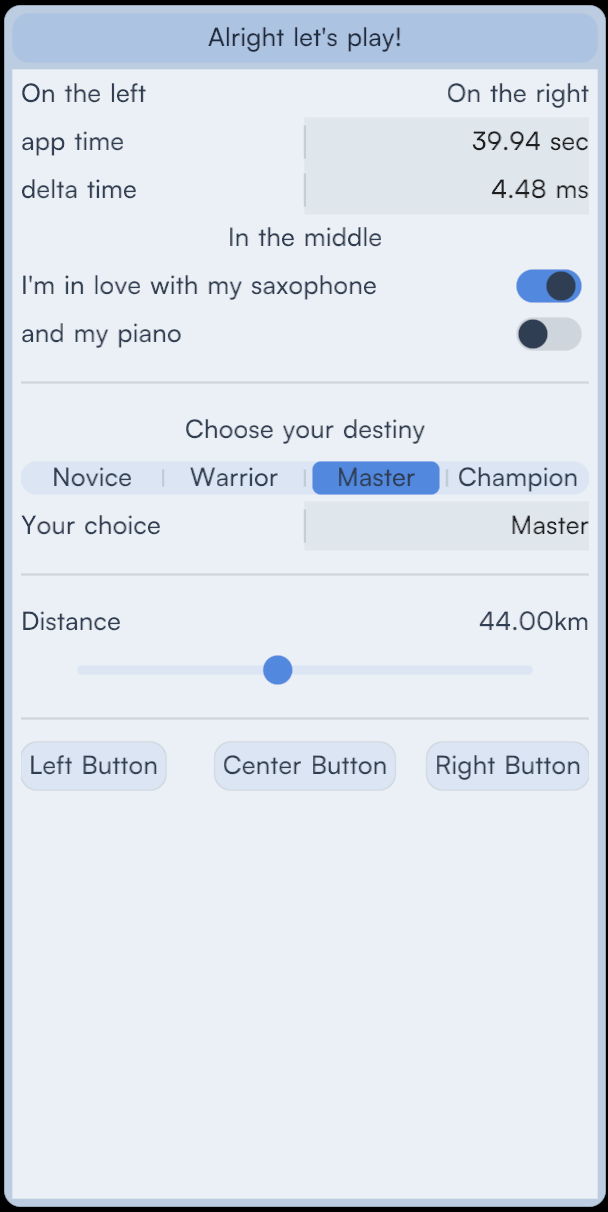 Alright let's play!
On the left On the right
app time 39.94 sec
delta time 4.48 ms
In the middle
I'm in love with my saxophone
and my piano
Choose your destiny
Novice Warrior Master Champion
Your choice Master
Distance 44.00km
Left Button Center Button Right Button